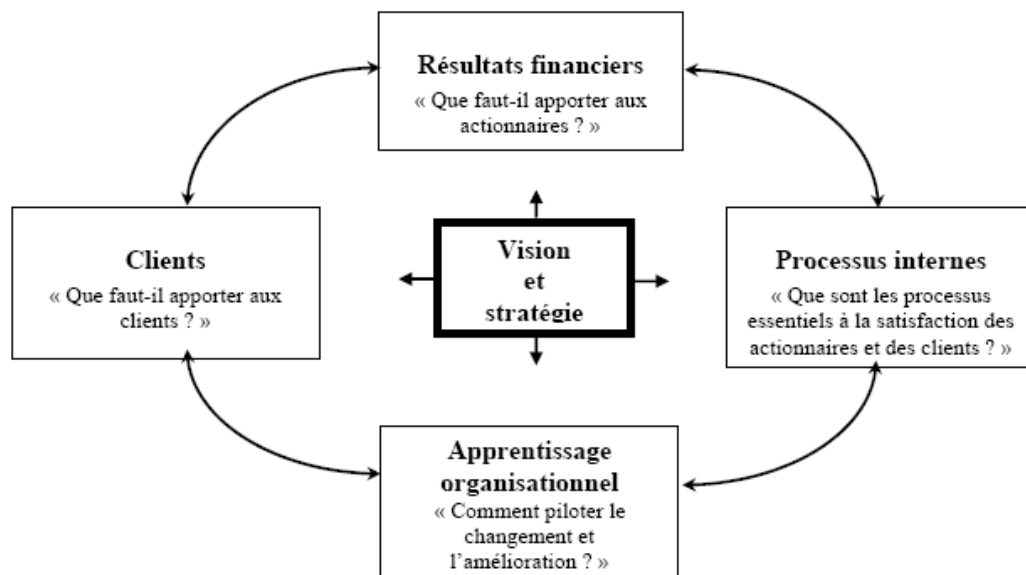 Résultats financiers
« Que faut-il apporter aux
actionnaires ? »
Clients
« Que faut-il apporter aux
clients ? »
Vision
et
stratégie
Processus internes
« Que sont les processus
essentiels à la satisfaction des
actionnaires et des clients ? »
Apprentissage
organisationnel
« Comment piloter le
changement et
l’amélioration ? »